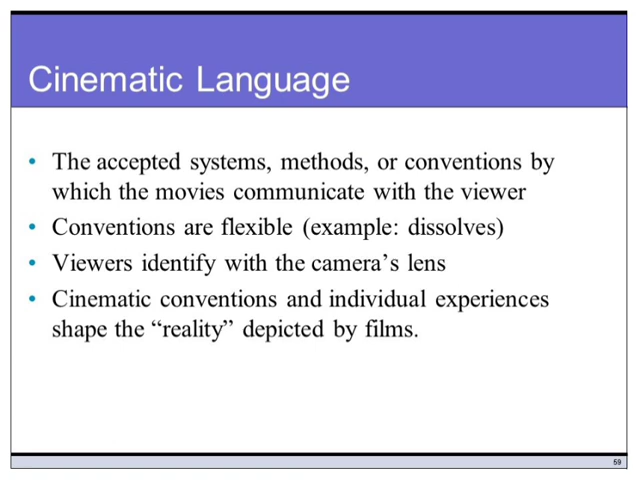 Cinematic Language
• The accepted systems, methods, or conventions by
which the movies communicate with the viewer
• Conventions are flexible (example: dissolves)
• Viewers identify with the camera’s lens
• Cinematic conventions and individual experiences
shape the “reality” depicted by films.
59